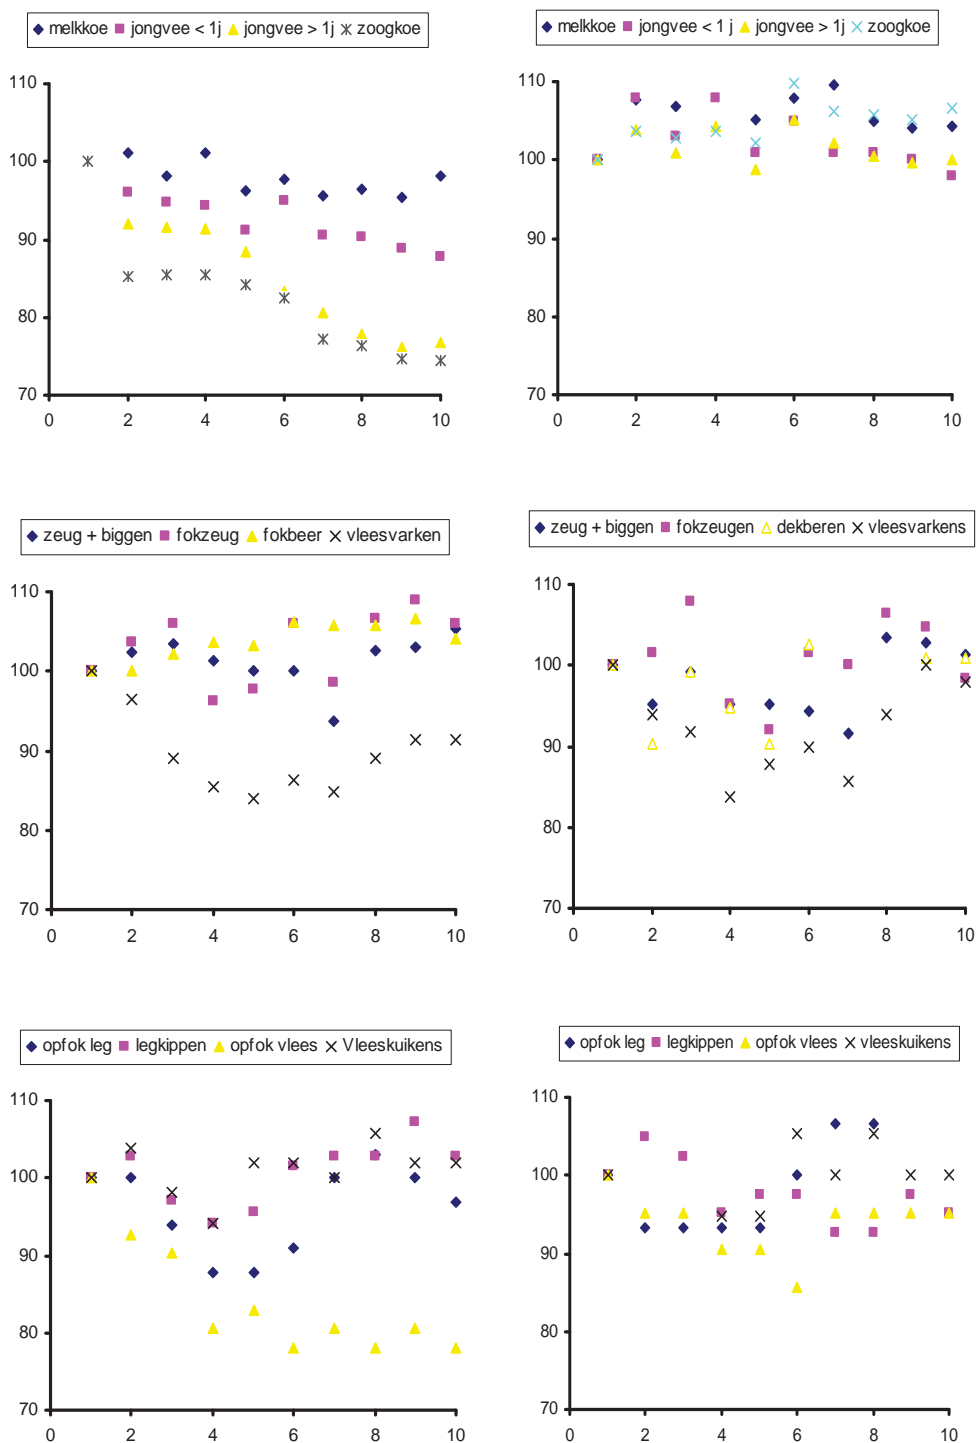 melkkoe jongvee < 1j jongvee > 1j zoogkoe
110
100
90
80
70
0 2 4 6 8 10
melkkoe jongvee < 1 j jongvee > 1j zoogkoe
110
100
90
80
70
0 2 4 6 8 10
zeug + biggen fokzeug fokbeer vleesvarken
110
100
90
80
70
0 2 4 6 8 10
zeug + biggen fokzeugen dekberen vleesvarkens
110
100
90
80
70
0 2 4 6 8 10
opfok leg legkippen opfok vlees Vleeskuikens
110
100
90
80
70
0 2 4 6 8 10
opfok leg legkippen opfok vlees vleeskuikens
110
100
90
80
70
0 2 4 6 8 10